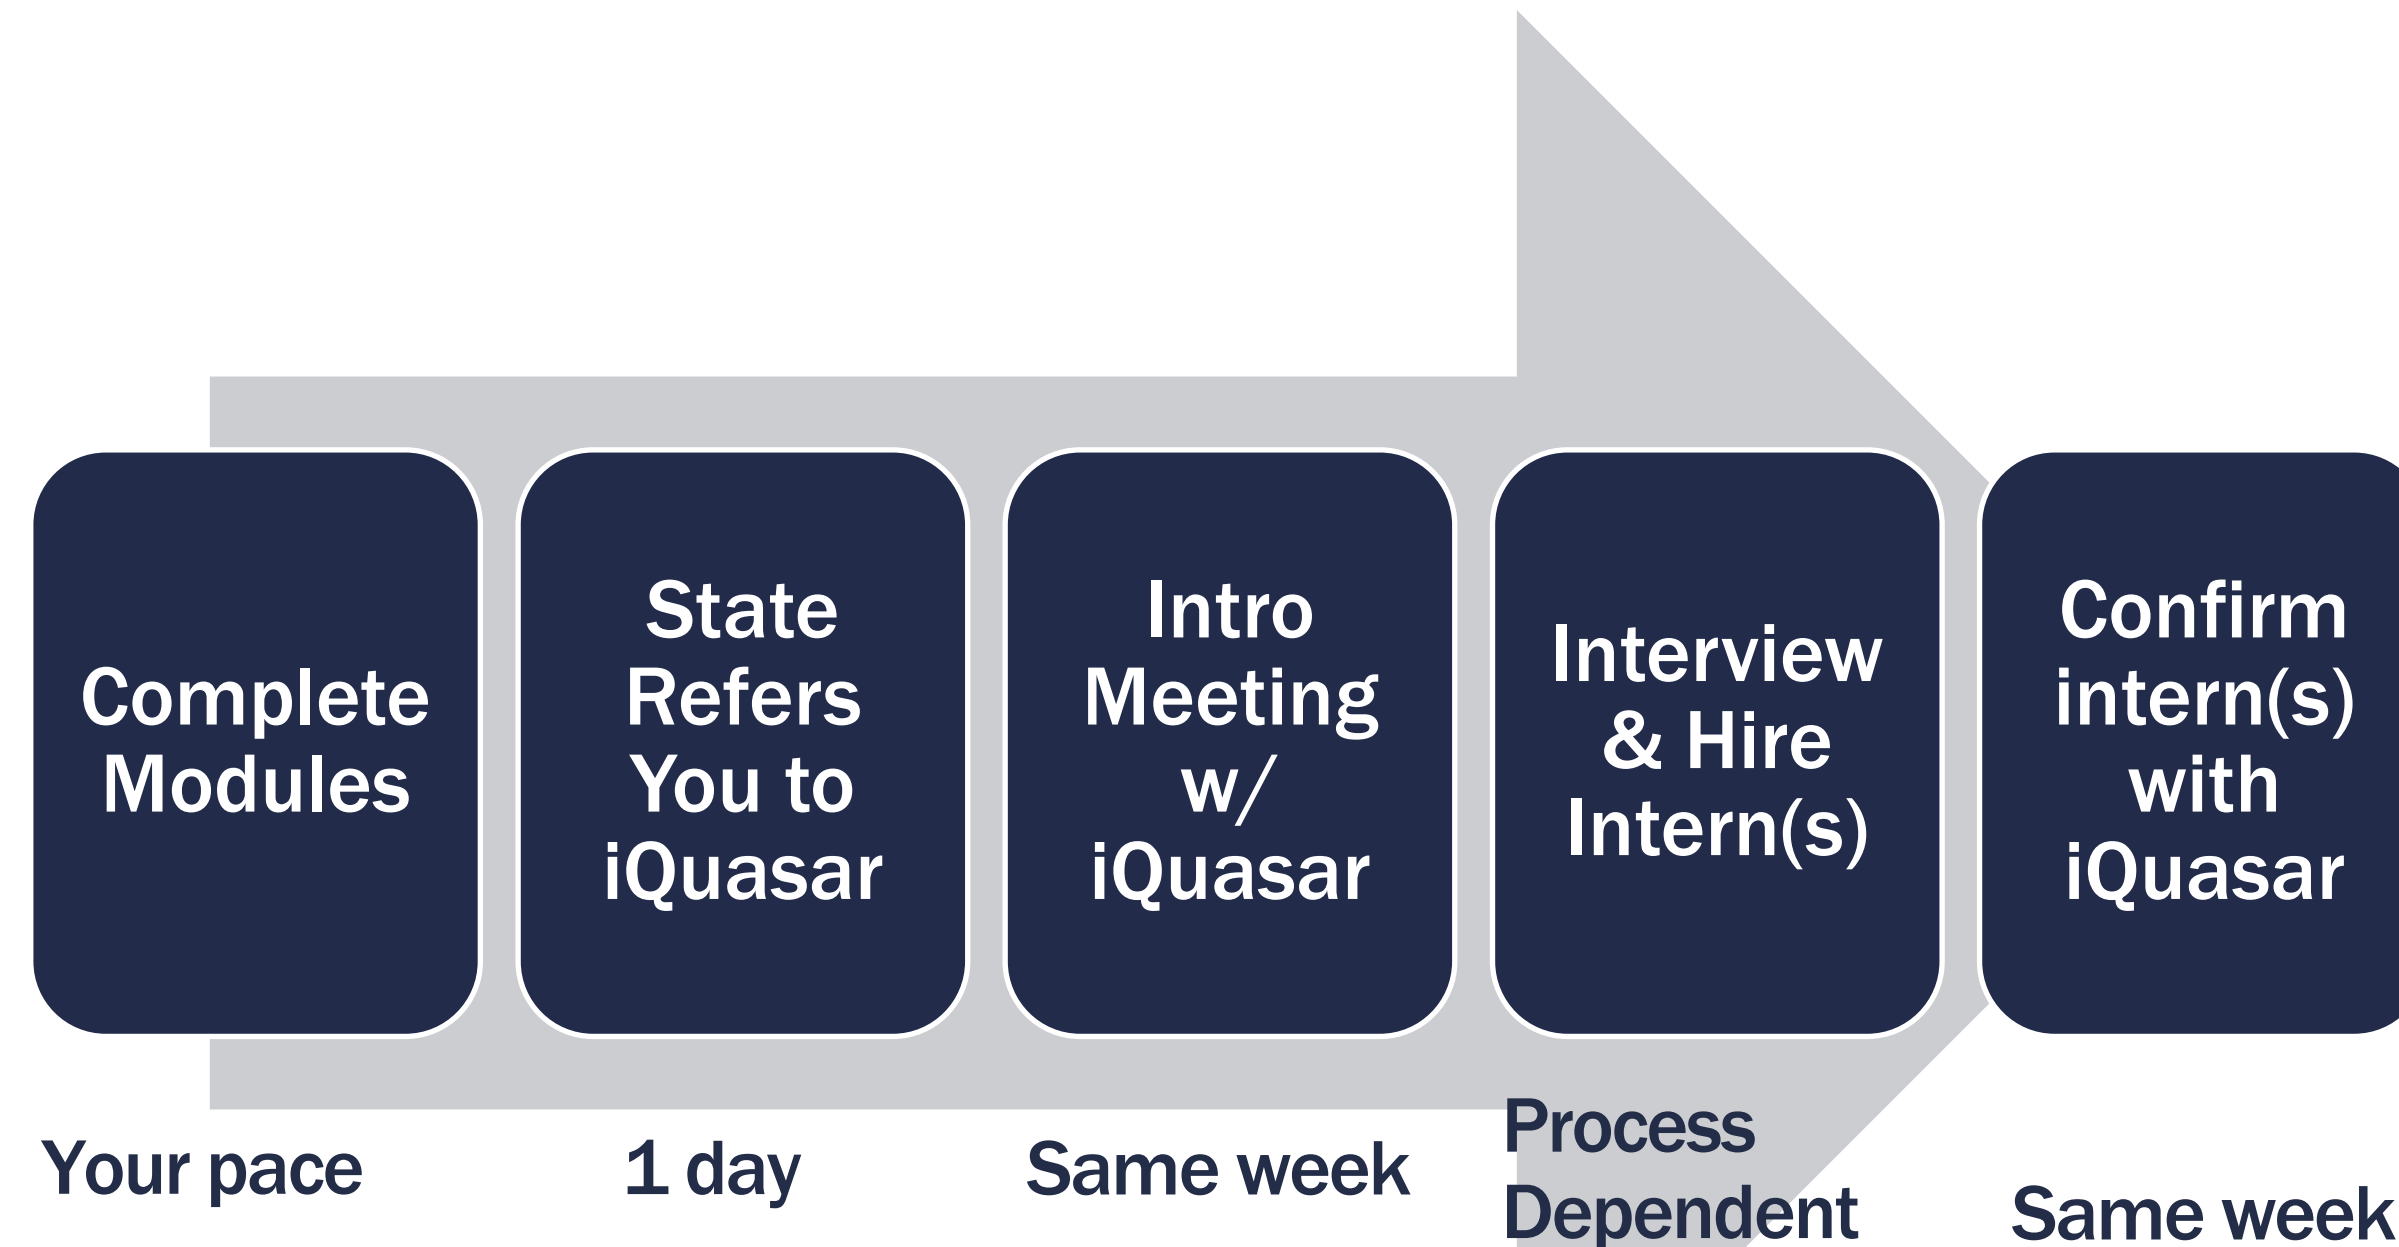 Complete
Modules
State
Refers
You to
iQuasar
Intro
Meeting
w/
iQuasar
Interview
& Hire
Intern(s)
Confirm
intern(s)
with
iQuasar
Your pace
1 day
Same week
Process
Dependent
Same week